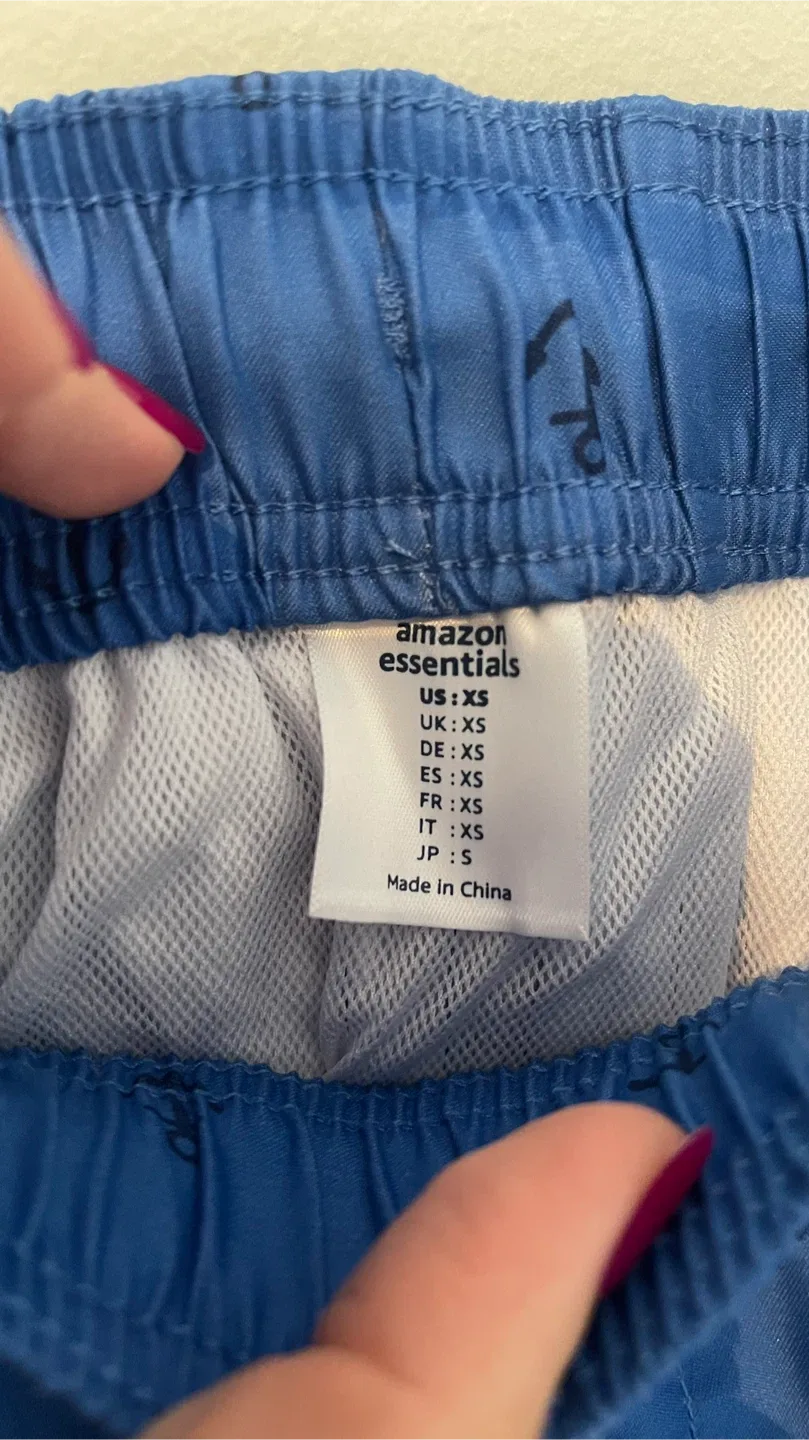 amazon
essentials
US : XS
UK : XS
DE : XS
ES : XS
FR : XS
IT : XS
JP : S
Made in China